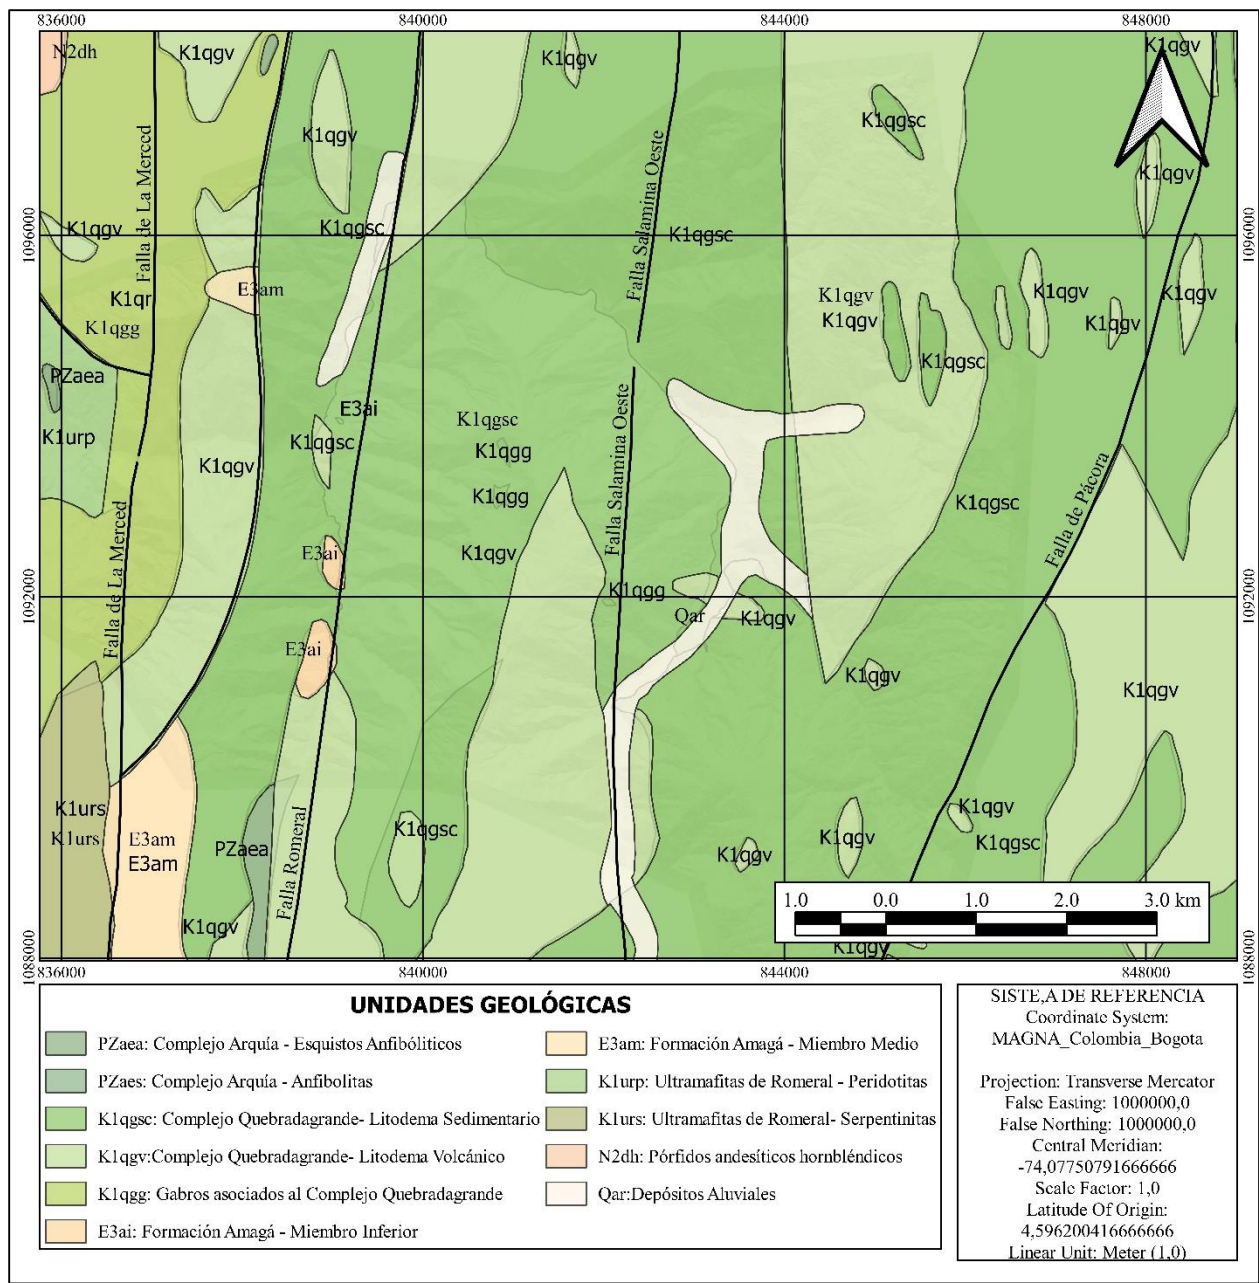 836000 840000 844000 848000
N2dh K1qgv K1qgv K1qgv
K1qgv K1qgsc
K1qgv
K1qgv K1qgsc K1qgsc
Falla de La Merced
Falla Salamina Oeste
1096000 1096000
K1qr E3am K1qgv K1qgv K1qgv
K1qgg K1qgv K1qgv
PZaea K1qgsc
E3ai
K1urp K1qgsc K1qgsc
K1qgg
K1qgv
K1qgg K1qgsc
Falla de La Merced
Falla Salamina Oeste
Falla de Pácora
E3ai K1qgv
K1qgg
1092000 1092000
Qar K1qgv
E3ai K1qgv
K1qgv
K1urs K1qgv
K1urs E3am K1qgsc K1qgv K1qgsc
E3am PZaea K1qgv
Falla Romeral
K1qgv
K1qgv
1.0 0.0 1.0 2.0 3.0 km
1088000 1088000
836000 840000 844000 848000
UNIDADES GEOLÓGICAS
PZaea: Complejo Arquía - Esquistos Anfibóliticos
PZaes: Complejo Arquía - Anfibolitas
K1qgsc: Complejo Quebradagrande- Litodema Sedimentario
K1qgv:Complejo Quebradagrande- Litodema Volcánico
K1qgg: Gabros asociados al Complejo Quebradagrande
E3ai: Formación Amagá - Miembro Inferior
E3am: Formación Amagá - Miembro Medio
K1urp: Ultramafitas de Romeral - Peridotitas
K1urs: Ultramafitas de Romeral- Serpentinitas
N2dh: Pórfidos andesíticos hornbléndicos
Qar:Depósitos Aluviales
SISTE,A DE REFERENCIA
Coordinate System:
MAGNA_Colombia_Bogota
Projection: Transverse Mercator
False Easting: 1000000,0
False Northing: 1000000,0
Central Meridian:
-74,07750791666666
Scale Factor: 1,0
Latitude Of Origin:
4,596200416666666
Linear Unit: Meter (1,0)